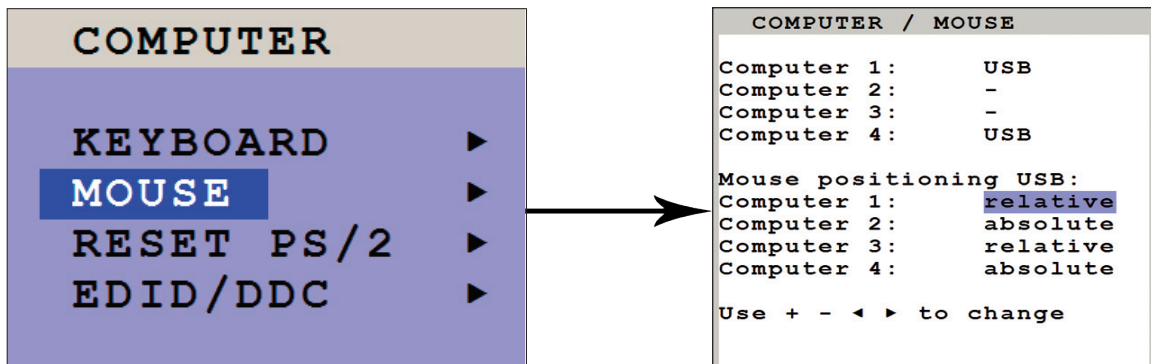 COMPUTER
KEYBOARD ►
MOUSE ►
RESET PS/2 ►
EDID/DDC ►
COMPUTER / MOUSE
Computer 1: USB
Computer 2: -
Computer 3: -
Computer 4: USB
Mouse positioning USB:
Computer 1: relative
Computer 2: absolute
Computer 3: relative
Computer 4: absolute
Use + - ◄ ► to change